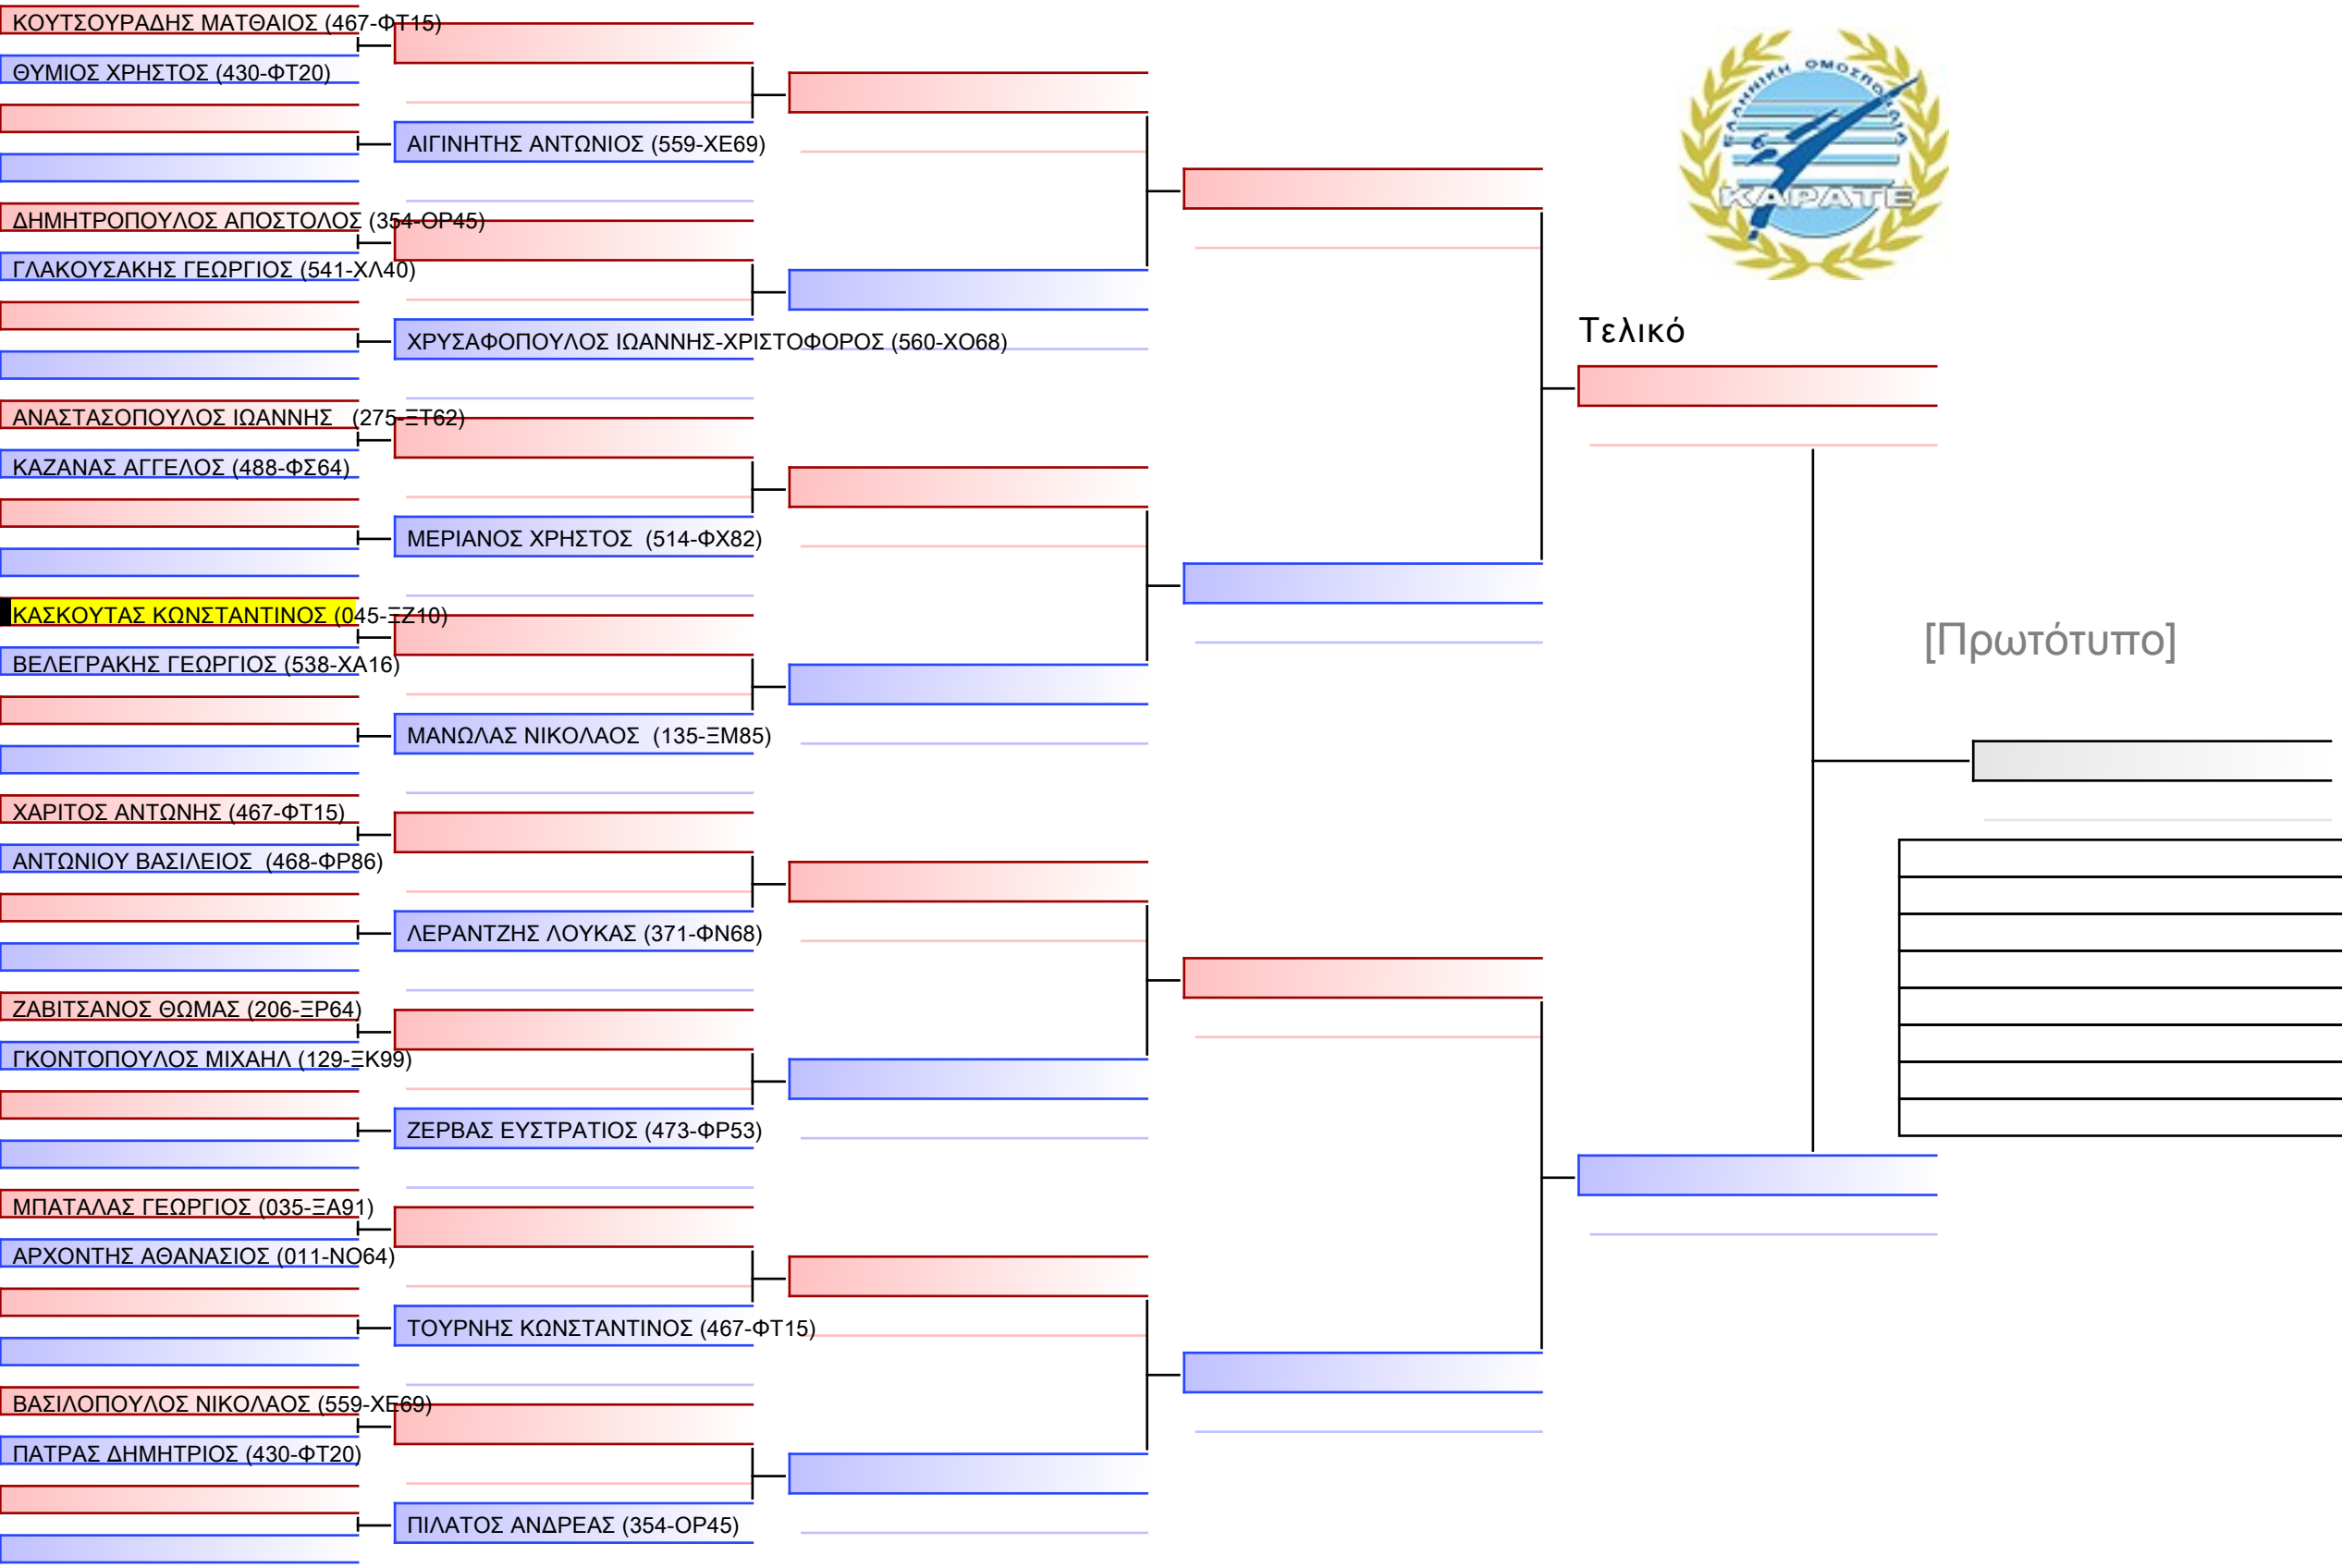 ΚΟΥΤΣΟΥΡΑΔΗΣ ΜΑΤΘΑΙΟΣ (467-ΦΤ15)
ΘΥΜΙΟΣ ΧΡΗΣΤΟΣ (430-ΦΤ20)
ΑΙΓΙΝΗΤΗΣ ΑΝΤΩΝΙΟΣ (559-ΧΕ69)
ΔΗΜΗΤΡΟΠΟΥΛΟΣ ΑΠΟΣΤΟΛΟΣ (354-ΟΡ45)
ΓΛΑΚΟΥΣΑΚΗΣ ΓΕΩΡΓΙΟΣ (541-ΧΛ40)
ΧΡΥΣΑΦΟΠΟΥΛΟΣ ΙΩΑΝΝΗΣ-ΧΡΙΣΤΟΦΟΡΟΣ (560-ΧΟ68)
ΑΝΑΣΤΑΣΟΠΟΥΛΟΣ ΙΩΑΝΝΗΣ (275-ΞΤ62)
ΚΑΖΑΝΑΣ ΑΓΓΕΛΟΣ (488-ΦΣ64)
ΜΕΡΙΑΝΟΣ ΧΡΗΣΤΟΣ (514-ΦΧ82)
ΚΑΣΚΟΥΤΑΣ ΚΩΝΣΤΑΝΤΙΝΟΣ (045-ΞΖ10)
ΒΕΛΕΓΡΑΚΗΣ ΓΕΩΡΓΙΟΣ (538-ΧΑ16)
ΜΑΝΩΛΑΣ ΝΙΚΟΛΑΟΣ (135-ΞΜ85)
ΧΑΡΙΤΟΣ ΑΝΤΩΝΗΣ (467-ΦΤ15)
ΑΝΤΩΝΙΟΥ ΒΑΣΙΛΕΙΟΣ (468-ΦΡ86)
ΛΕΡΑΝΤΖΗΣ ΛΟΥΚΑΣ (371-ΦΝ68)
ΖΑΒΙΤΣΑΝΟΣ ΘΩΜΑΣ (206-ΞΡ64)
ΓΚΟΝΤΟΠΟΥΛΟΣ ΜΙΧΑΗΛ (129-ΞΚ99)
ΖΕΡΒΑΣ ΕΥΣΤΡΑΤΙΟΣ (473-ΦΡ53)
ΜΠΑΤΑΛΑΣ ΓΕΩΡΓΙΟΣ (035-ΞΑ91)
ΑΡΧΟΝΤΗΣ ΑΘΑΝΑΣΙΟΣ (011-ΝΟ64)
ΤΟΥΡΝΗΣ ΚΩΝΣΤΑΝΤΙΝΟΣ (467-ΦΤ15)
ΒΑΣΙΛΟΠΟΥΛΟΣ ΝΙΚΟΛΑΟΣ (559-ΧΕ69)
ΠΑΤΡΑΣ ΔΗΜΗΤΡΙΟΣ (430-ΦΤ20)
ΠΙΛΑΤΟΣ ΑΝΔΡΕΑΣ (354-ΟΡ45)
ΕΛΛΗΝΙΚΗ ΟΜΟΣΠΟΝΔΙΑ
ΚΑΡΑΤΕ
Τελικό
[Πρωτότυπο]